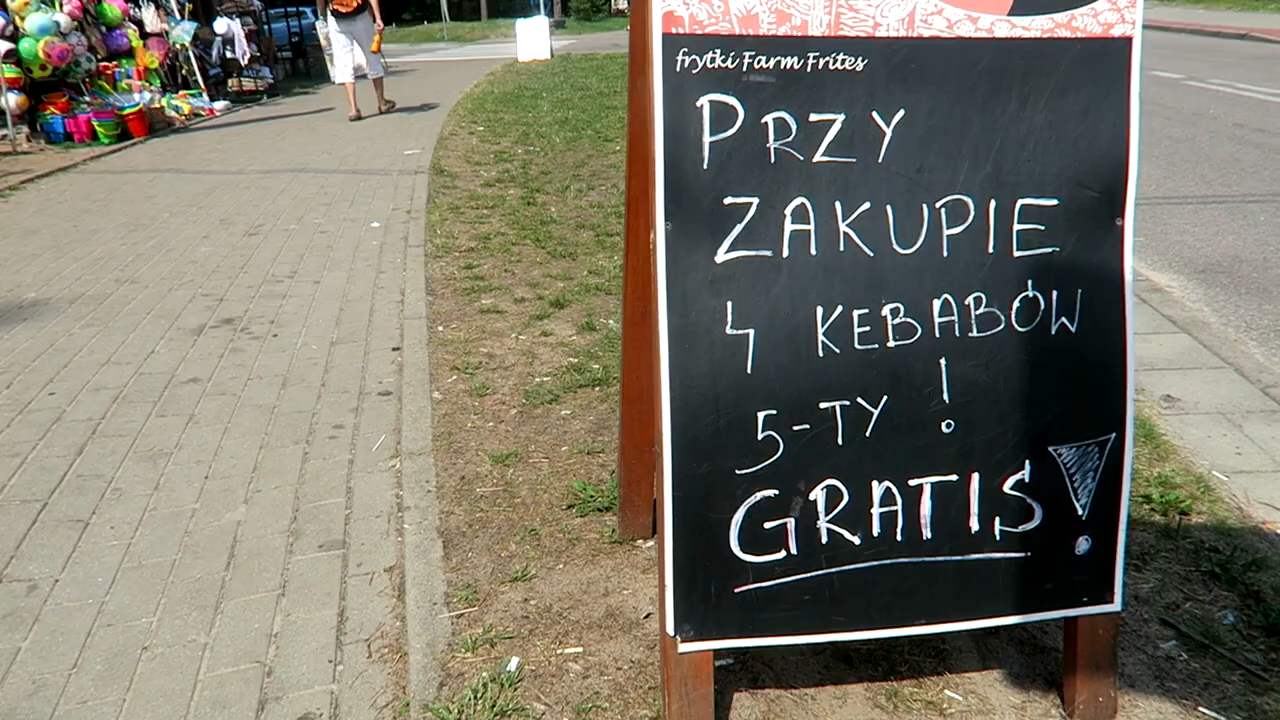 frytki Farm Frites
PRZY
ZAKUPIE
4 KEBABÓW
5-TY !
GRATIS!